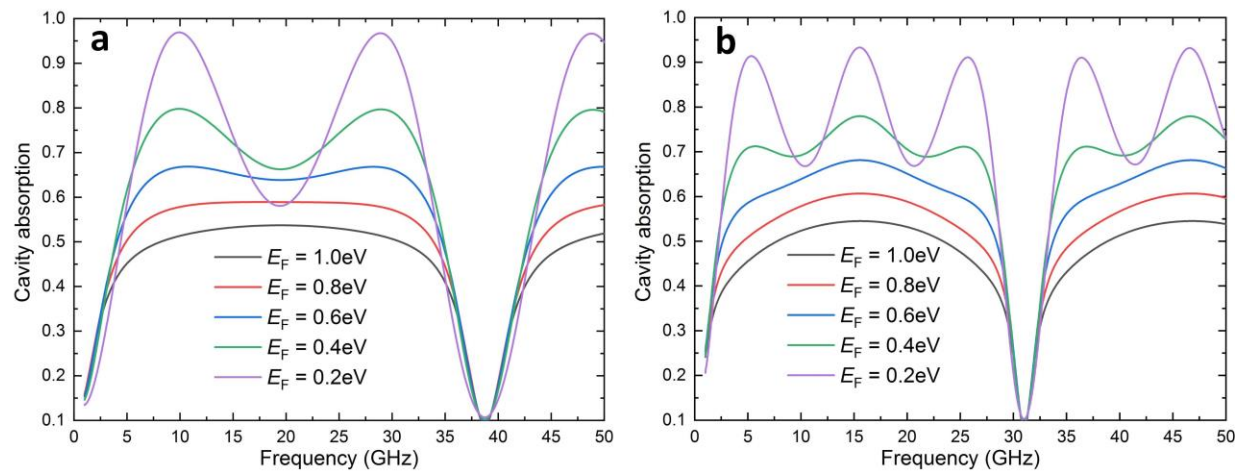 a
Cavity absorption
1.0
0.9
0.8
0.7
0.6
0.5
0.4
0.3
0.2
0.1
E_F = 1.0eV
E_F = 0.8eV
E_F = 0.6eV
E_F = 0.4eV
E_F = 0.2eV
0 5 10 15 20 25 30 35 40 45 50
Frequency (GHz)
b
Cavity absorption
1.0
0.9
0.8
0.7
0.6
0.5
0.4
0.3
0.2
0.1
E_F = 1.0eV
E_F = 0.8eV
E_F = 0.6eV
E_F = 0.4eV
E_F = 0.2eV
0 5 10 15 20 25 30 35 40 45 50
Frequency (GHz)